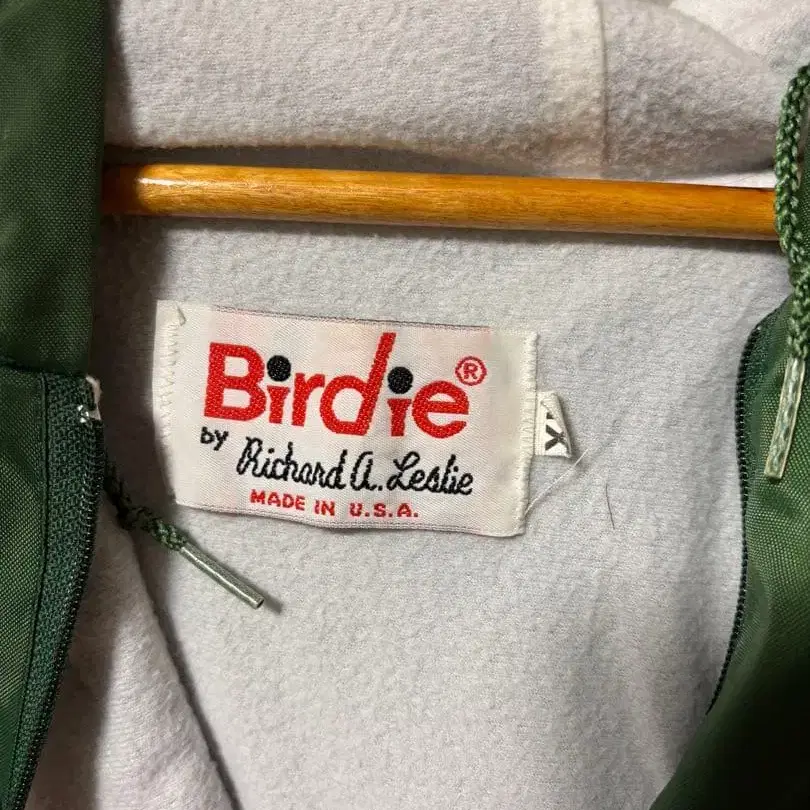 Birdie®
by Richard A. Leslie
MADE IN U.S.A.